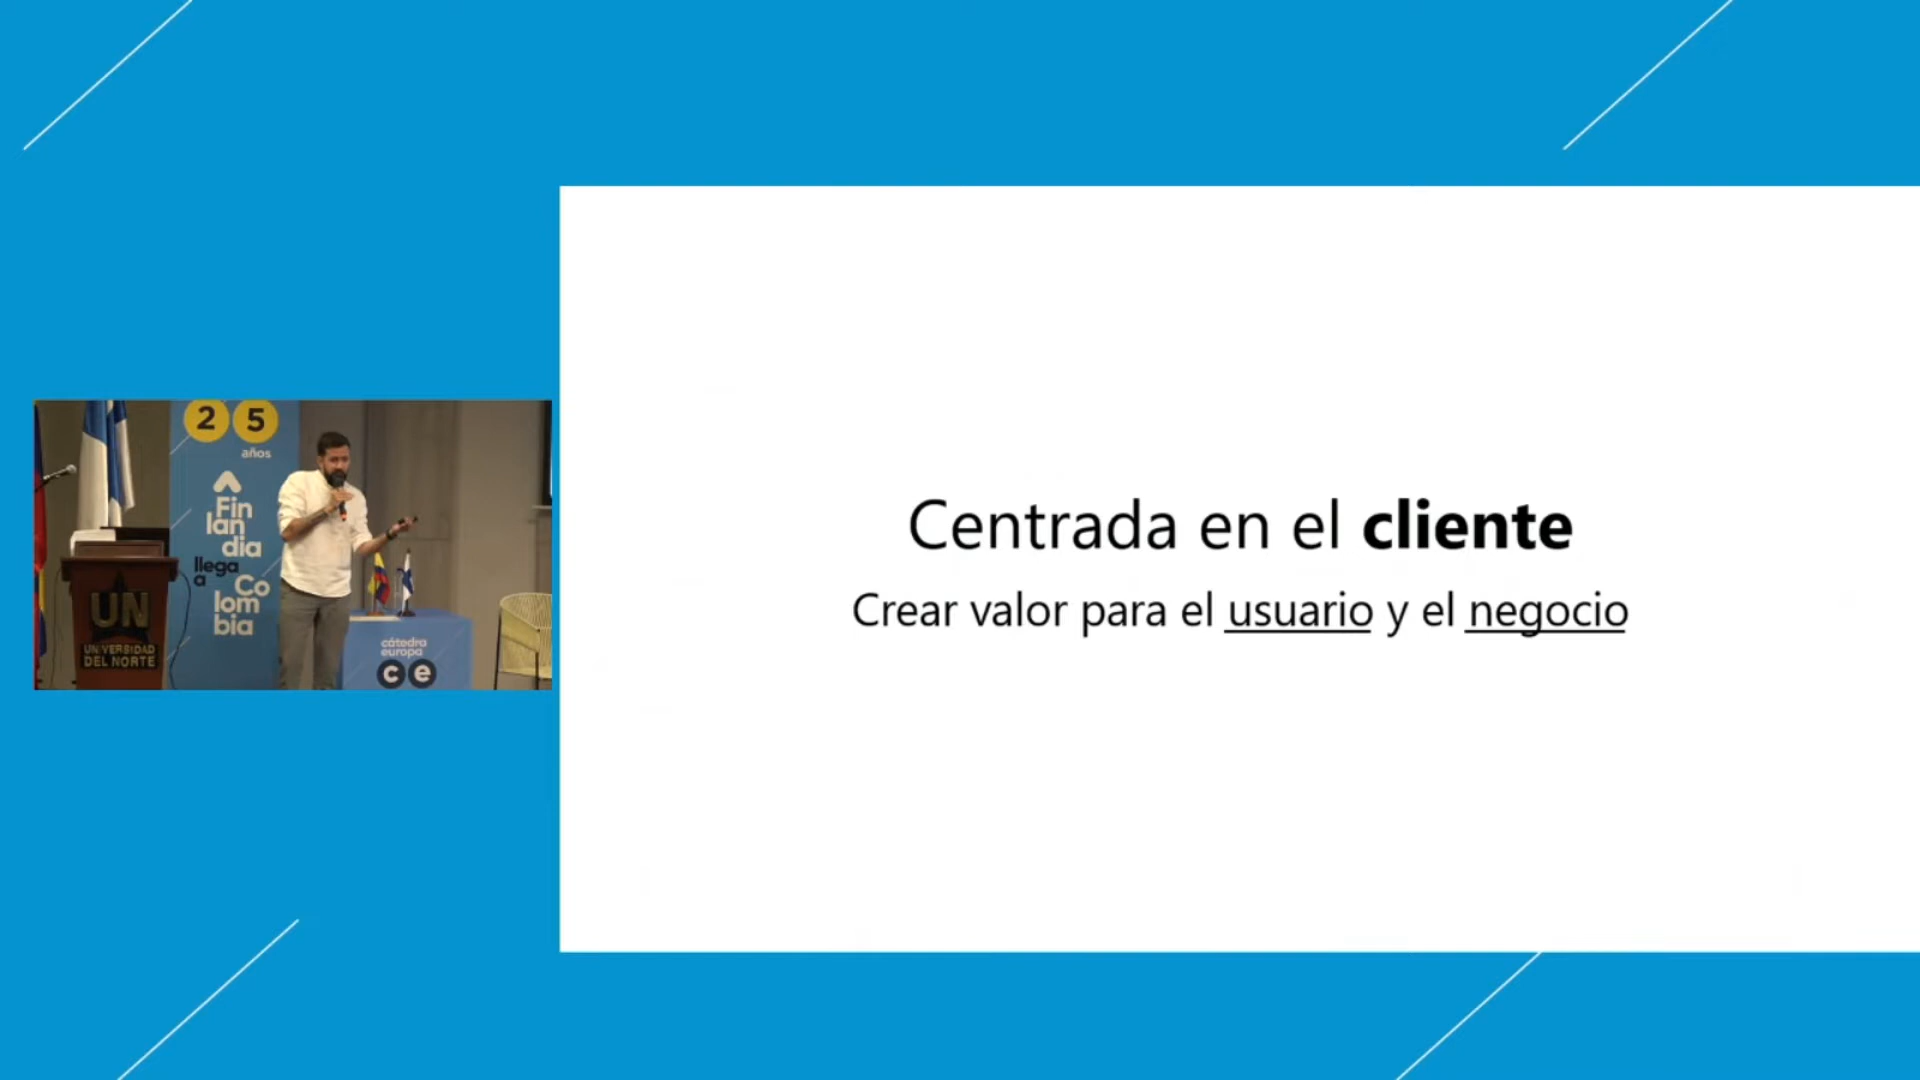 2 5
años
Fin
lan
dia
llega
a
Co
lom
bia
UN
UNIVERSIDAD
DEL NORTE
cátedra
europa
c e
Centrada en el cliente
Crear valor para el usuario y el negocio